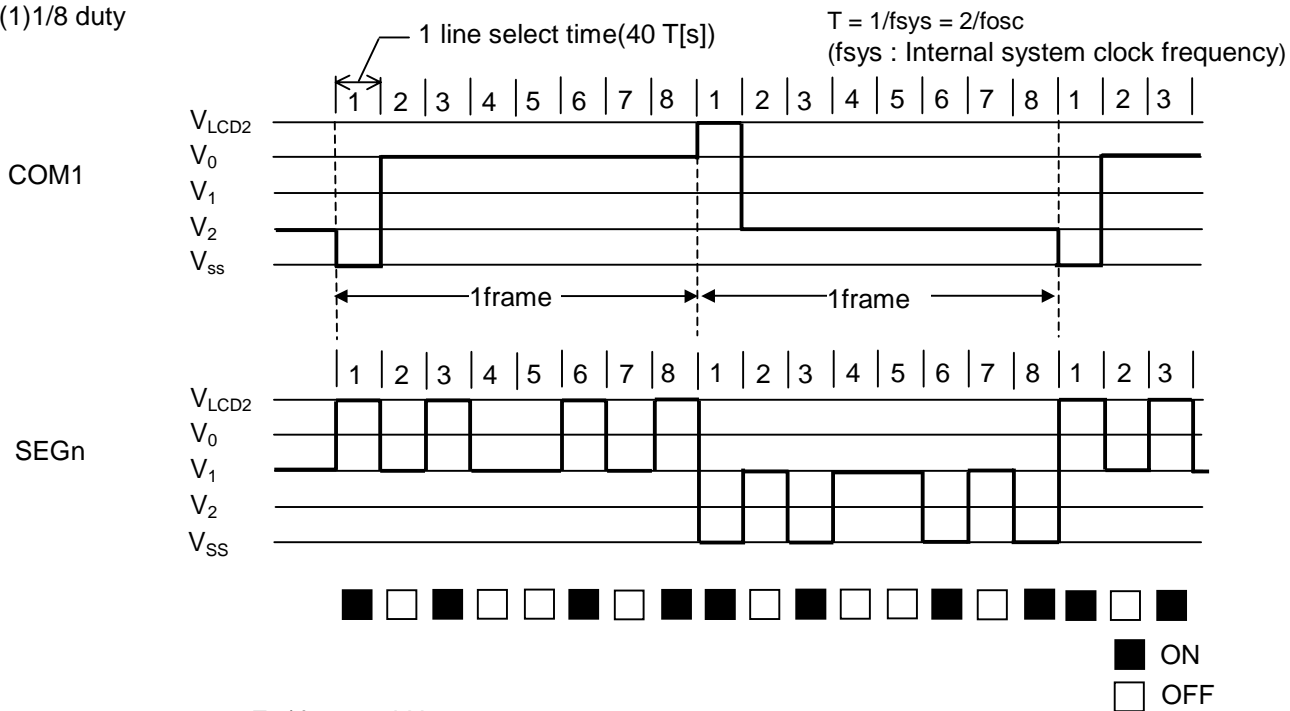 (1)1/8 duty
1 line select time(40 T[s])
T = 1/fsys = 2/fosc
(fsys : Internal system clock frequency)
1 2 3 4 5 6 7 8 1 2 3 4 5 6 7 8 1 2 3
COM1
VLCD2
V0
V1
V2
Vss
1frame 1frame
1 2 3 4 5 6 7 8 1 2 3 4 5 6 7 8 1 2 3
SEGn
VLCD2
V0
V1
V2
VSS
ON
OFF